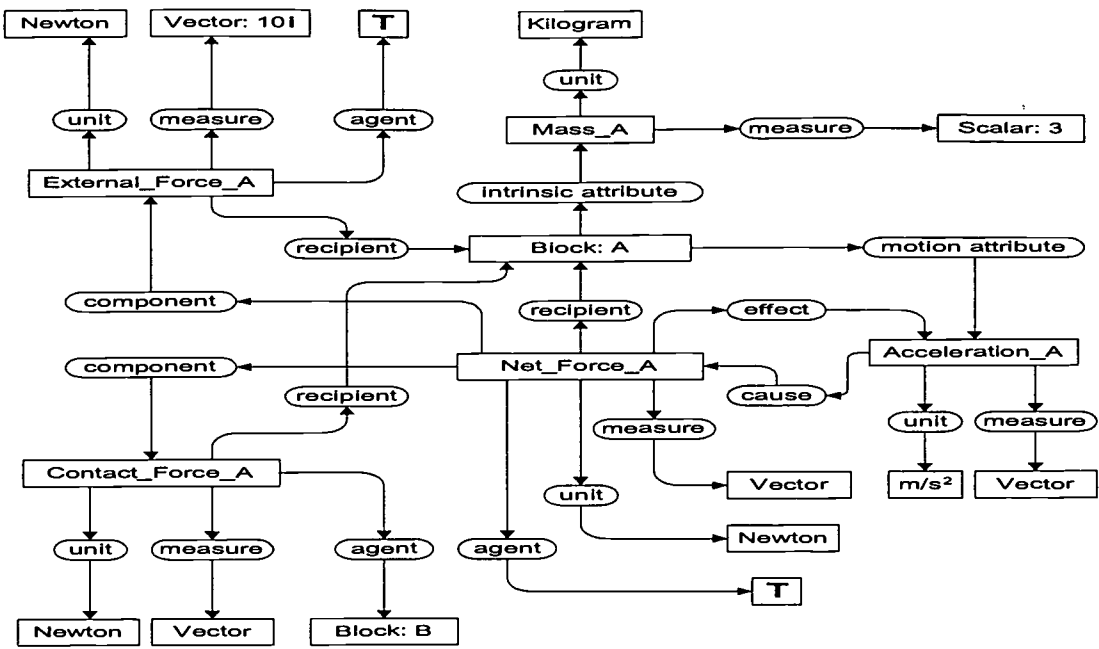 Newton
Vector: 10i
T
Kilogram
unit
unit
measure
agent
Mass_A
measure
Scalar: 3
External_Force_A
intrinsic attribute
recipient
Block: A
motion attribute
component
recipient
effect
component
Net_Force_A
Acceleration_A
recipient
cause
measure
unit
measure
Contact_Force_A
Vector
m/s²
Vector
unit
Newton
unit
measure
agent
agent
T
Newton
Vector
Block: B